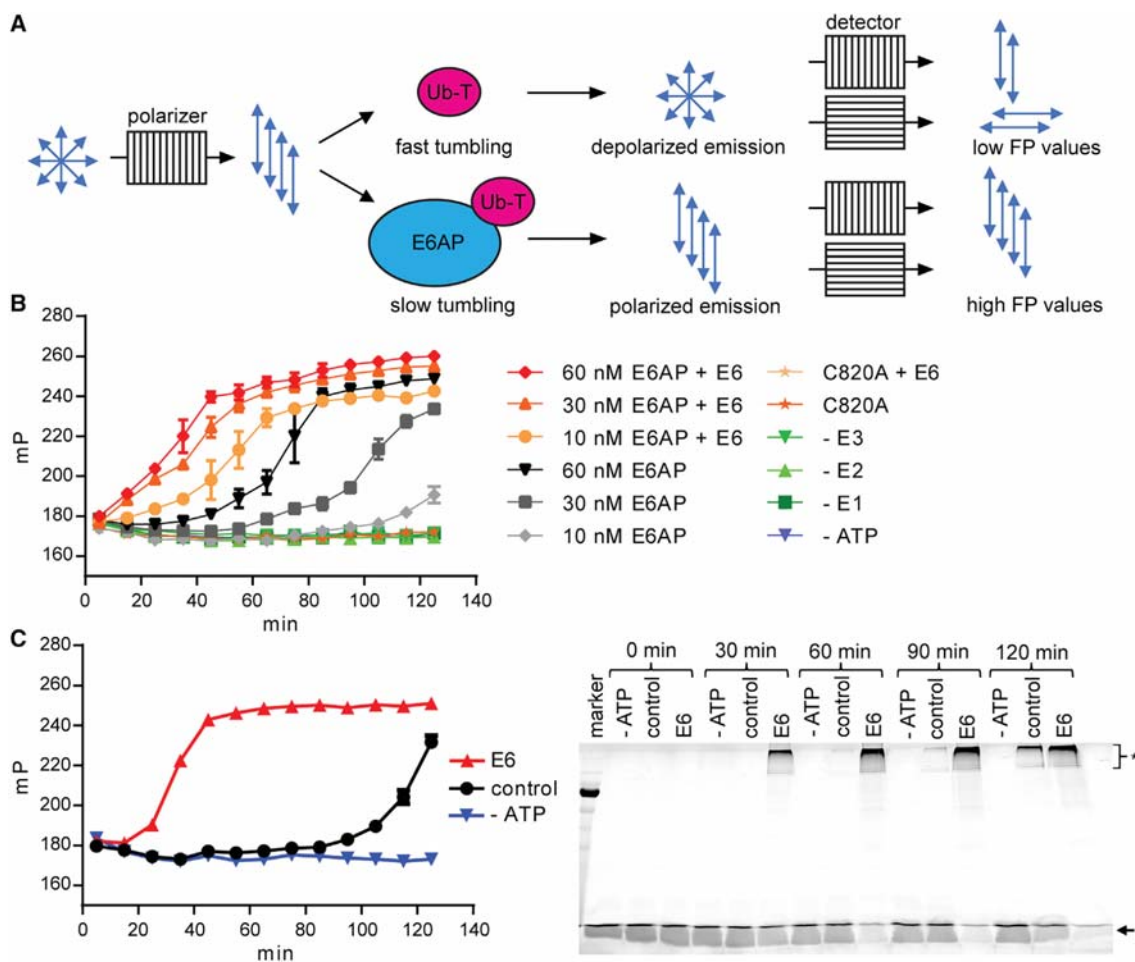 A
polarizer
Ub-T
fast tumbling
depolarized emission
detector
low FP values
Ub-T
E6AP
slow tumbling
polarized emission
high FP values
B
280
260
240
220
200
180
160
mP
0 20 40 60 80 100 120 140
min
60 nM E6AP + E6
30 nM E6AP + E6
10 nM E6AP + E6
60 nM E6AP
30 nM E6AP
10 nM E6AP
C820A + E6
C820A
- E3
- E2
- E1
- ATP
C
280
260
240
220
200
180
160
mP
0 20 40 60 80 100 120 140
min
E6
control
- ATP
0 min 30 min 60 min 90 min 120 min
marker
- ATP
control
E6
- ATP
control
E6
- ATP
control
E6
- ATP
control
E6
- ATP
control
E6
*